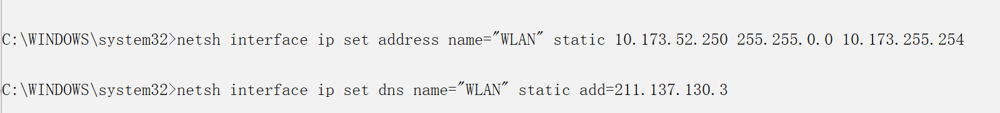 C:\WINDOWS\system32>netsh interface ip set address name="WLAN" static 10.173.52.250 255.255.0.0 10.173.255.254
C:\WINDOWS\system32>netsh interface ip set dns name="WLAN" static add=211.137.130.3